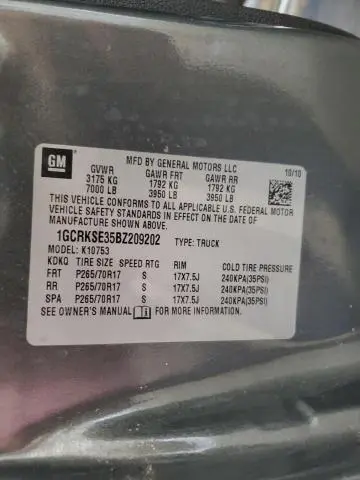 GM
MFD BY GENERAL MOTORS LLC 10/10
GVWR GAWR FRT GAWR RR
3175 KG 1792 KG 1792 KG
7000 LB 3950 LB 3950 LB
THIS VEHICLE CONFORMS TO ALL APPLICABLE U.S. FEDERAL MOTOR
VEHICLE SAFETY STANDARDS IN EFFECT ON THE DATE OF
MANUFACTURE SHOWN ABOVE.
1GCRKSE35BZ209202 TYPE: TRUCK
MODEL: K10753
KDKQ TIRE SIZE SPEED RTG RIM COLD TIRE PRESSURE
FRT P265/70R17 S 17X7.5J 240KPA(35PSI)
RR P265/70R17 S 17X7.5J 240KPA(35PSI)
SPA P265/70R17 S 17X7.5J 240KPA(35PSI)
SEE OWNER'S MANUAL FOR MORE INFORMATION.